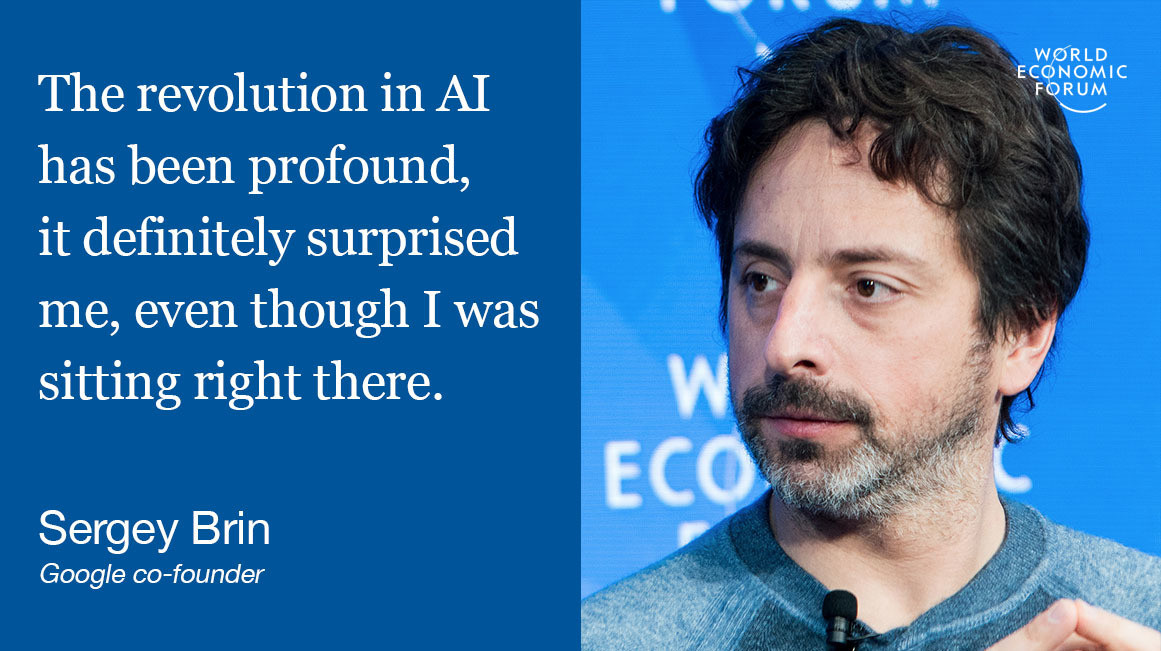 The revolution in AI
has been profound,
it definitely surprised
me, even though I was
sitting right there.
Sergey Brin
Google co-founder
WORLD
ECONOMIC
FORUM
FORUM